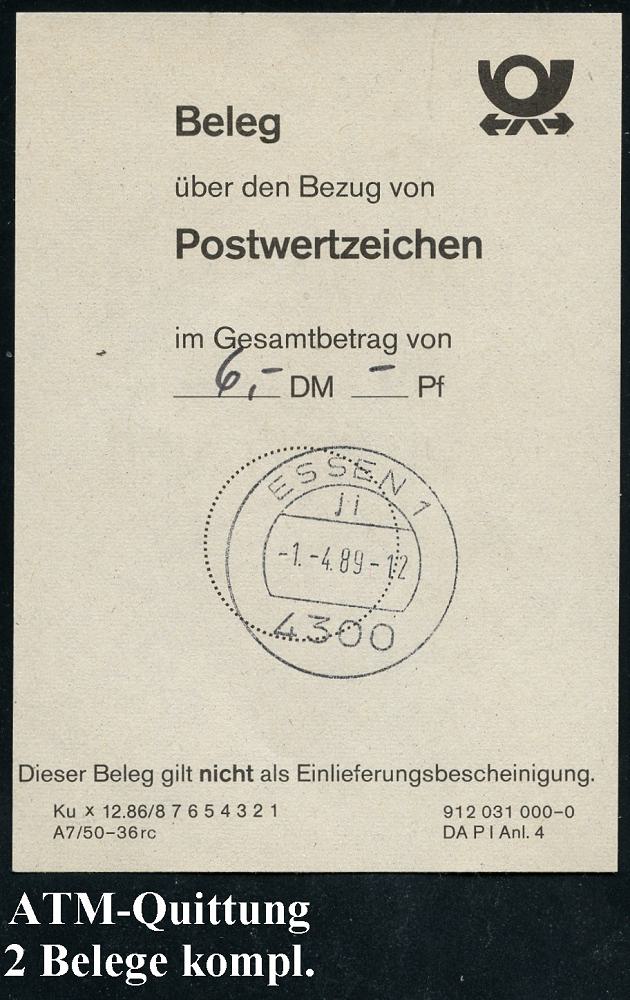 Beleg
über den Bezug von
Postwertzeichen
im Gesamtbetrag von
6,- DM - Pf
ESSEN 1
ji
-1.-4.89-12
4300
Dieser Beleg gilt nicht als Einlieferungsbescheinigung.
Ku x 12.86/8 7 6 5 4 3 2 1
912 031 000-0
A7/50-36rc
DA P I Anl. 4
ATM-Quittung
2 Belege kompl.